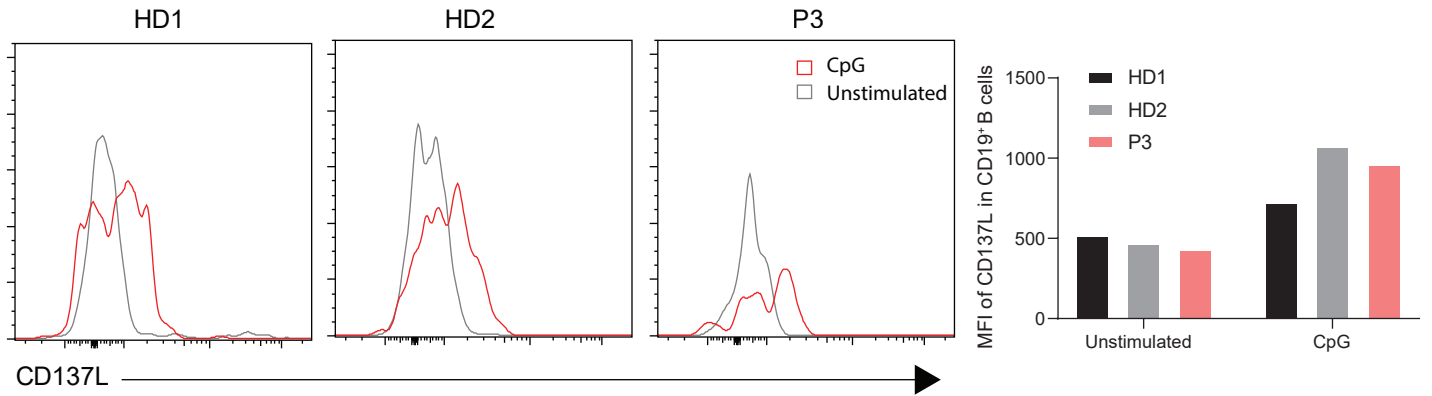 HD1
HD2
P3
CpG
Unstimulated
CD137L
MFI of CD137L in CD19⁺ B cells
1500
1000
500
0
HD1
HD2
P3
Unstimulated
CpG